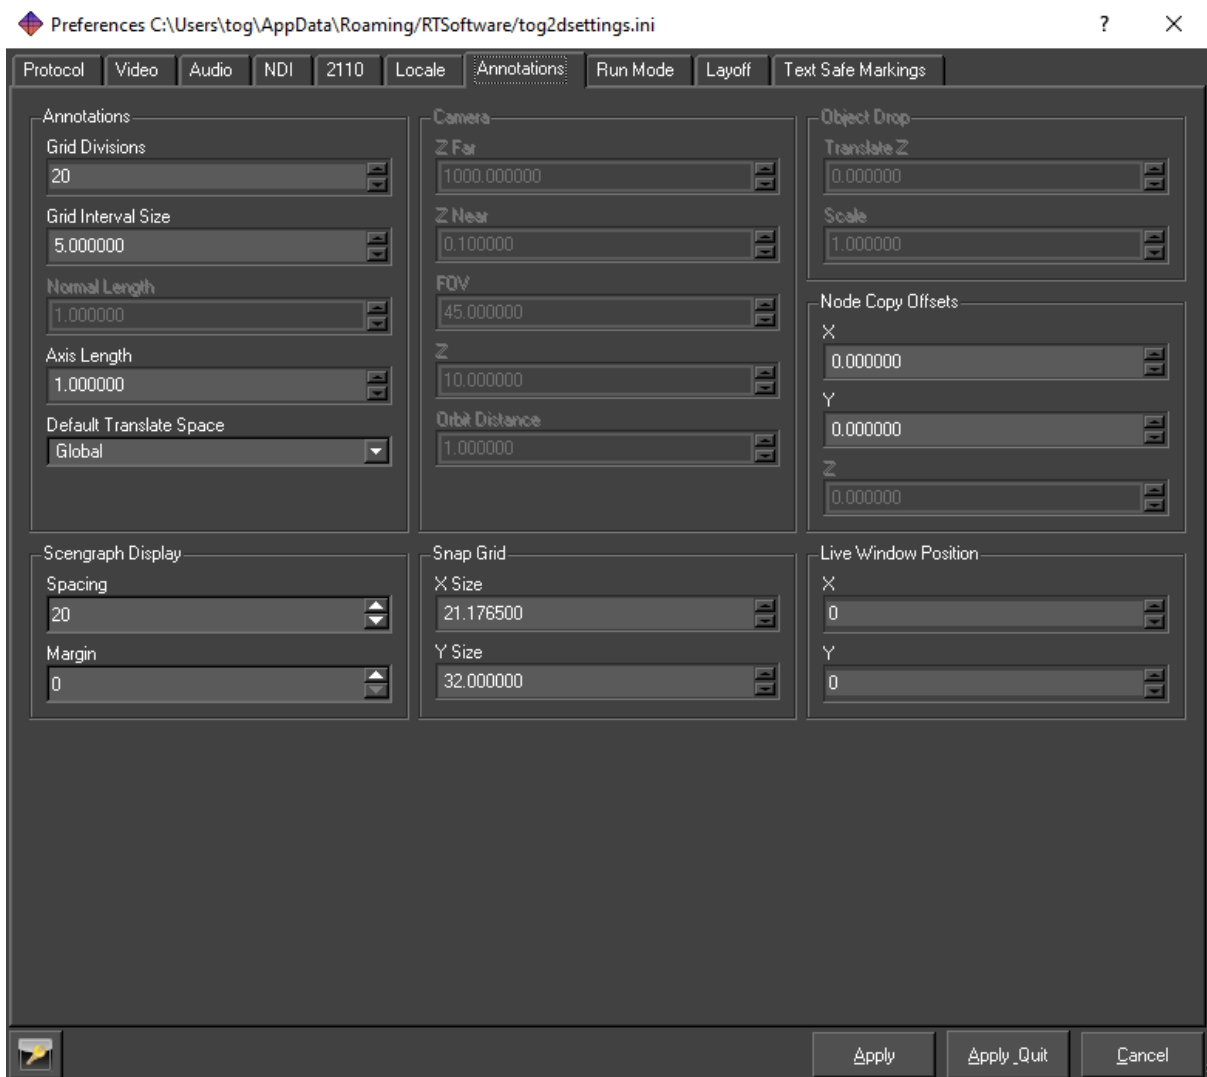 Preferences C:\Users\tog\AppData\Roaming/RTSoftware/tog2dsettings.ini
?
Protocol Video Audio NDI 2110 Locale Annotations Run Mode Layoff Text Safe Markings
Annotations
Grid Divisions
20
Grid Interval Size
5.000000
Normal Length
1.000000
Axis Length
1.000000
Default Translate Space
Global
Camera
Z Far
1000.000000
Z Near
0.100000
FOV
45.000000
Z
10.000000
Orbit Distance
1.000000
Object Drop
Translate Z
0.000000
Scale
1.000000
Node Copy Offsets
X
0.000000
Y
0.000000
Z
0.000000
Scengraph Display
Spacing
20
Margin
0
Snap Grid
X Size
21.176500
Y Size
32.000000
Live Window Position
X
0
Y
0
Apply Apply_Quit Cancel